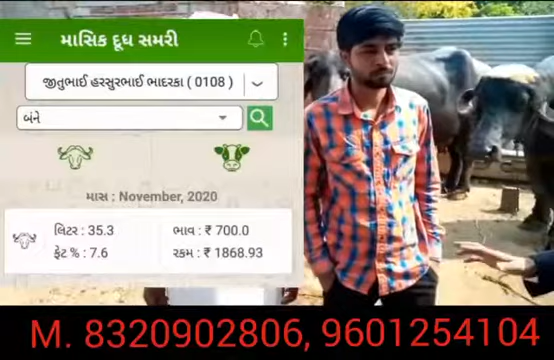 માસિક દૂધ સમરી
જીતુભાઈ હરસુરભાઈ ભાદરકા ( 0108 )
બંને
માસ : November, 2020
લિટર : 35.3
ભાવ : ₹ 700.0
ફેટ % : 7.6
રકમ : ₹ 1868.93
M. 8320902806, 9601254104